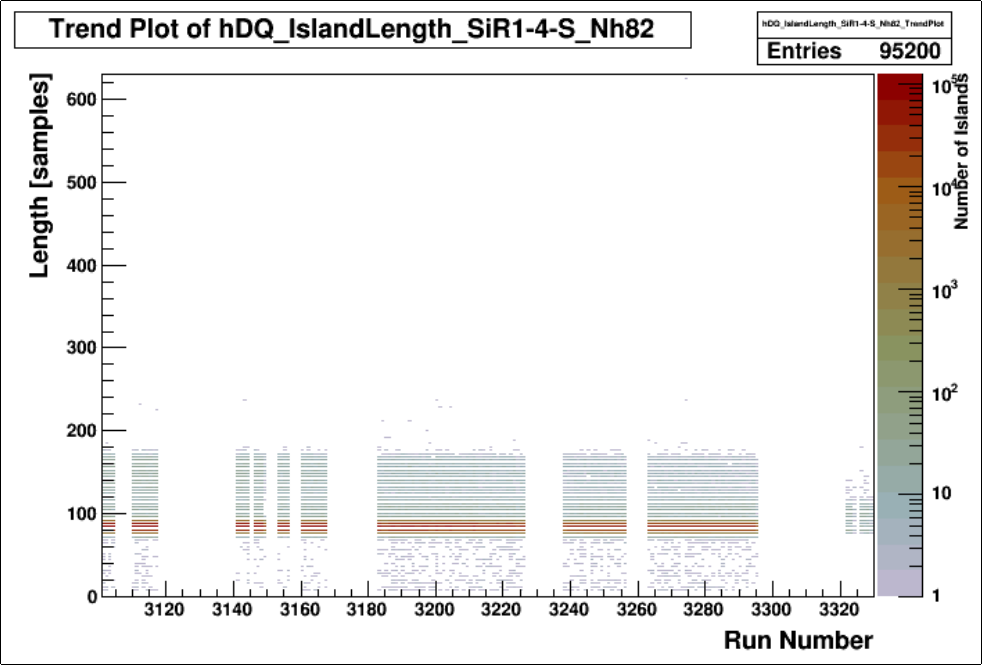 Trend Plot of hDQ_IslandLength_SiR1-4-S_Nh82
hDQ_IslandLength_SiR1-4-S_Nh82_TrendPlot
Entries 95200
Length [samples]
600
500
400
300
200
100
0
3120 3140 3160 3180 3200 3220 3240 3260 3280 3300 3320
Run Number
10^5
10^4
10^3
10^2
10
1
Number of Islands